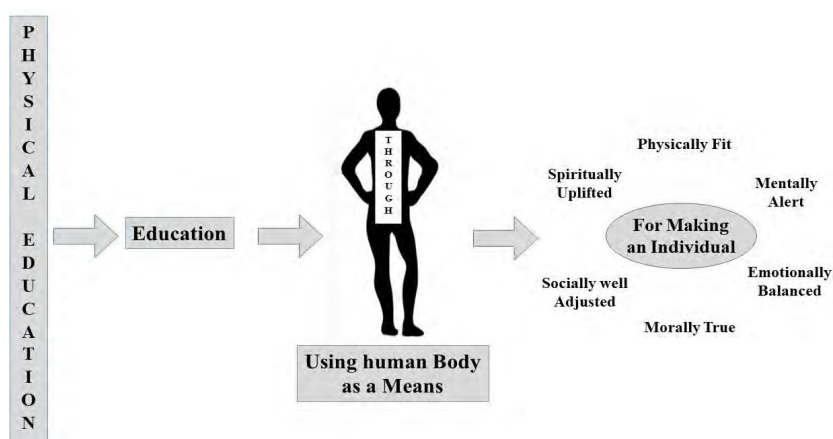 PHYSICAL EDUCATION
Education
THROUGH
Using human Body
as a Means
Physically Fit
Spiritually
Uplifted
Mentally
Alert
For Making
an Individual
Socially well
Adjusted
Emotionally
Balanced
Morally True